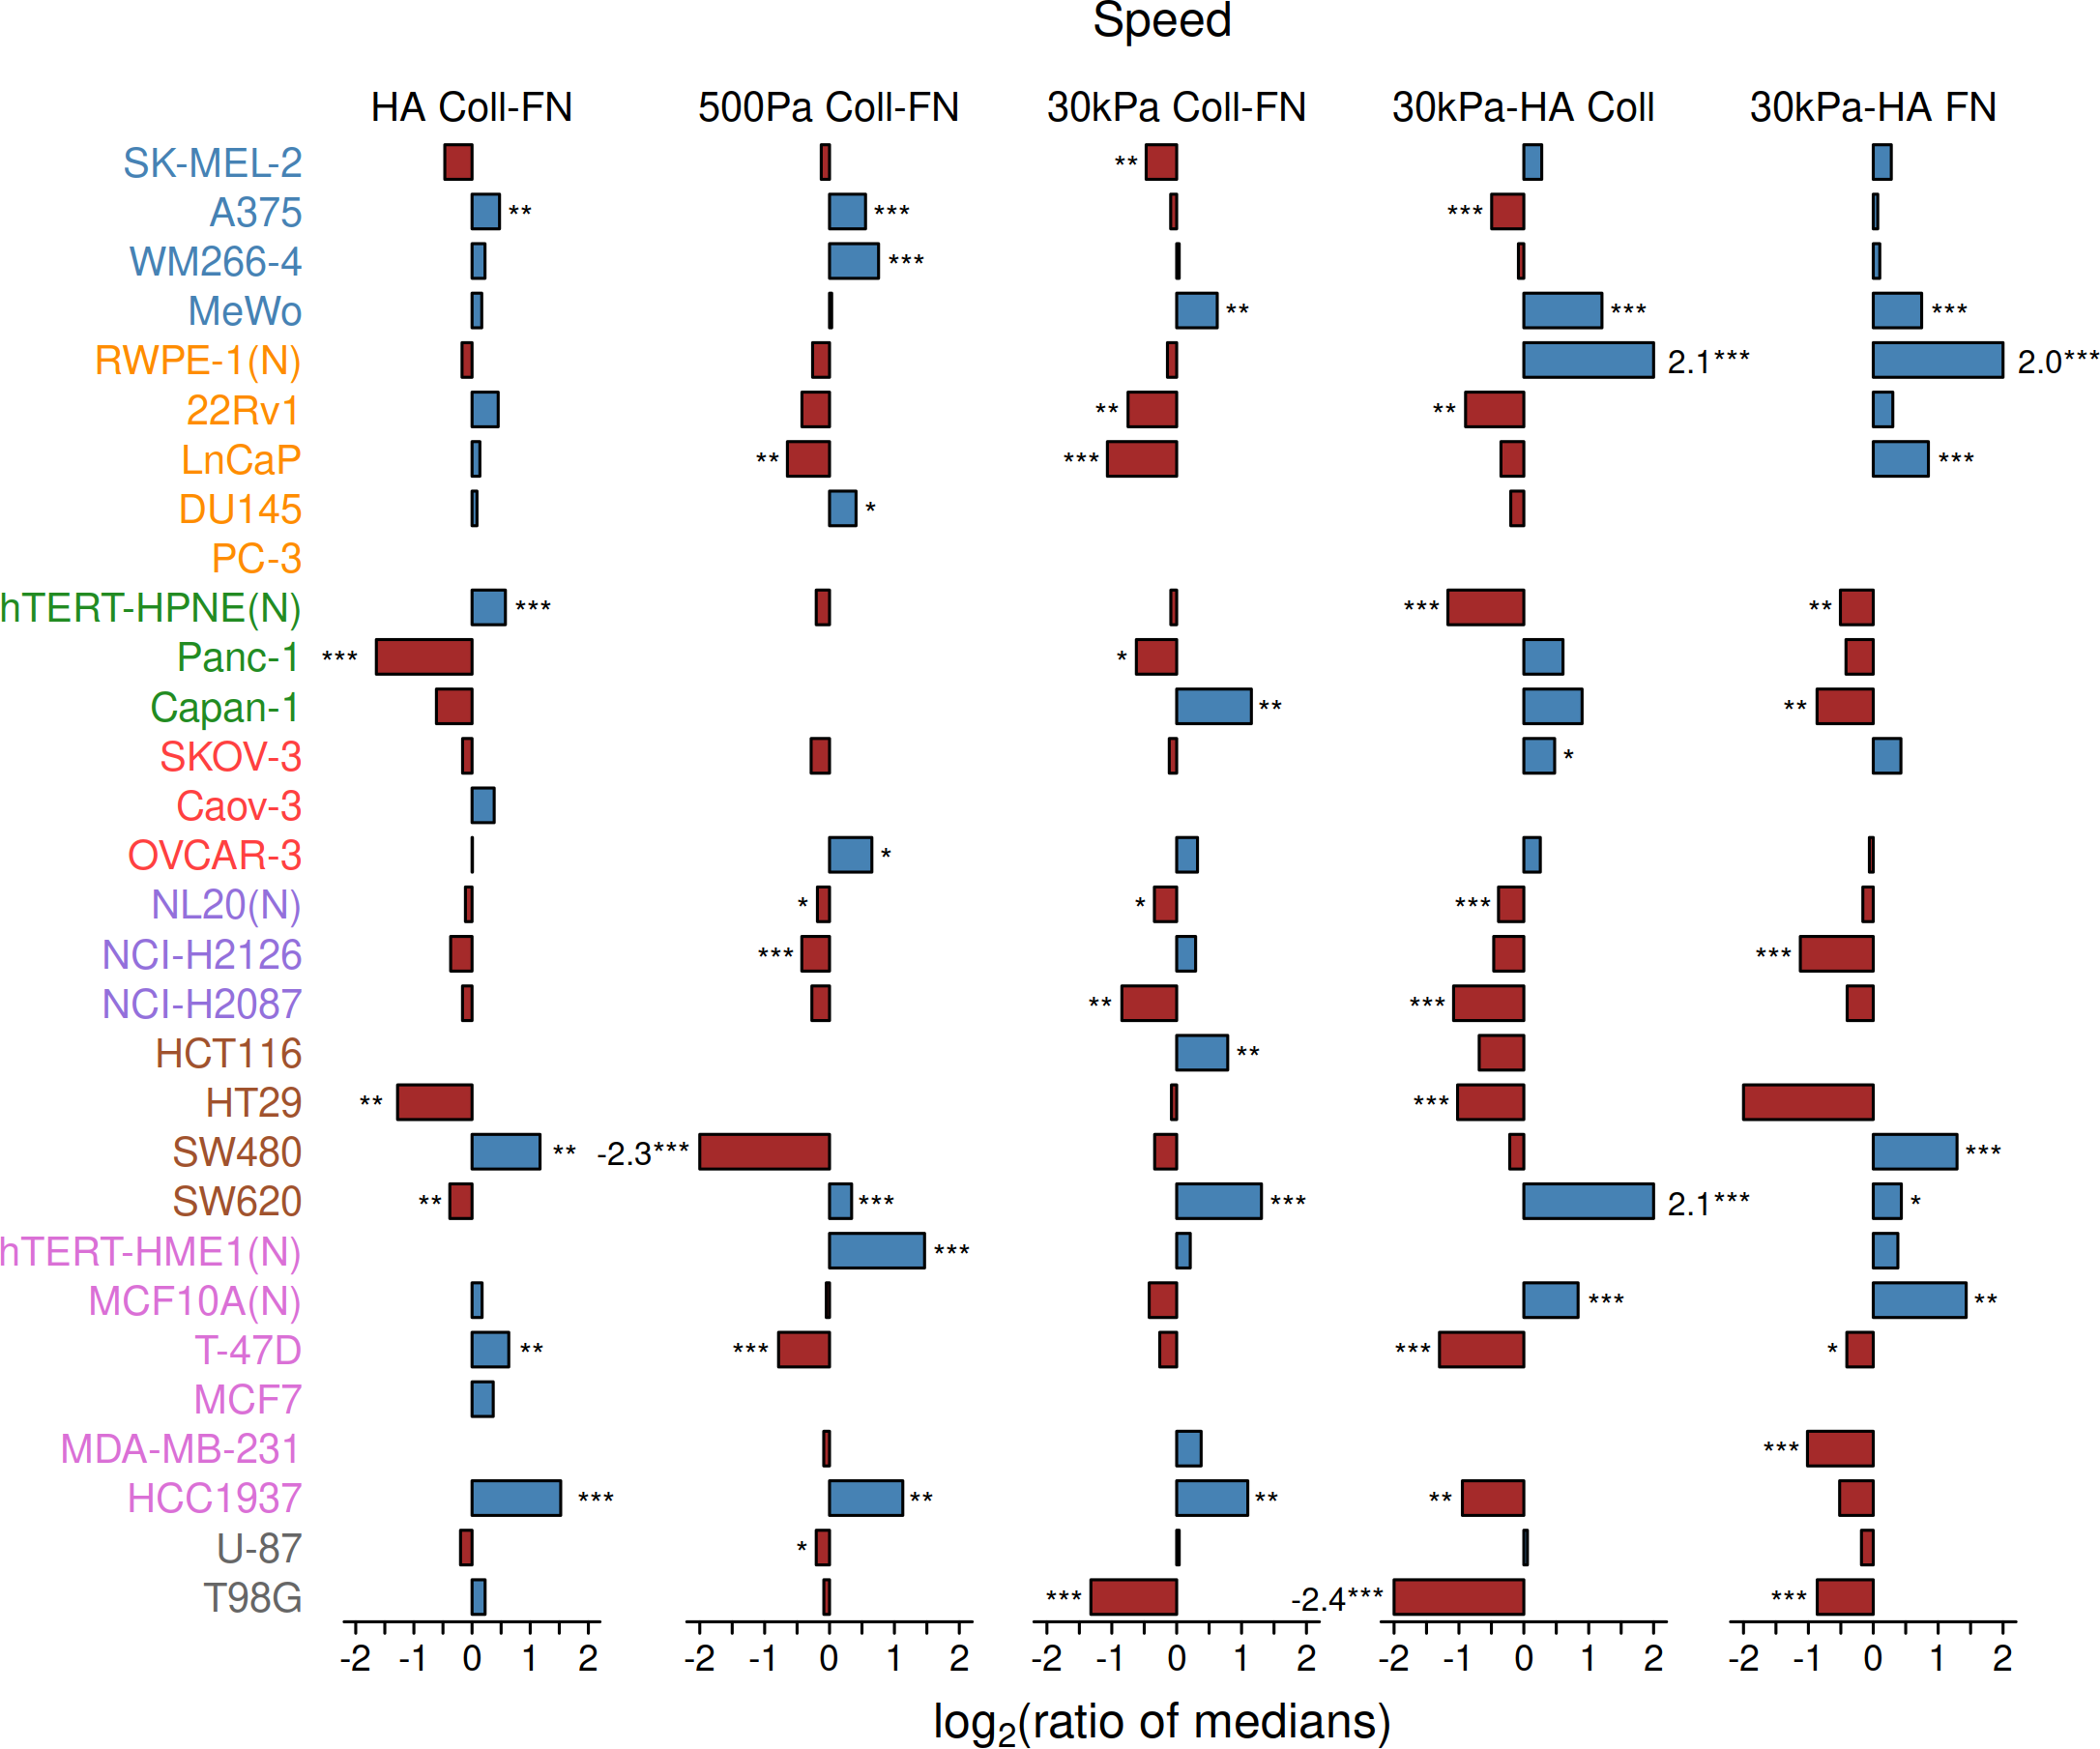 Speed
HA Coll-FN 500Pa Coll-FN 30kPa Coll-FN 30kPa-HA Coll 30kPa-HA FN
SK-MEL-2 **
A375 ** *** ***
WM266-4 ***
MeWo ** *** ***
RWPE-1(N) 2.1*** 2.0***
22Rv1 ** **
LnCaP ** *** ***
DU145 *
PC-3
hTERT-HPNE(N) *** *** **
Panc-1 *** *
Capan-1 ** **
SKOV-3 *
Caov-3
OVCAR-3 *
NL20(N) * * ***
NCI-H2126 *** ***
NCI-H2087 ** ***
HCT116 **
HT29 ** ***
SW480 ** -2.3*** ***
SW620 ** *** *** 2.1*** *
hTERT-HME1(N) ***
MCF10A(N) *** **
T-47D ** *** *** *
MCF7
MDA-MB-231 ***
HCC1937 *** ** ** **
U-87 *
T98G *** -2.4*** ***
-2 -1 0 1 2 -2 -1 0 1 2 -2 -1 0 1 2 -2 -1 0 1 2 -2 -1 0 1 2
log2(ratio of medians)